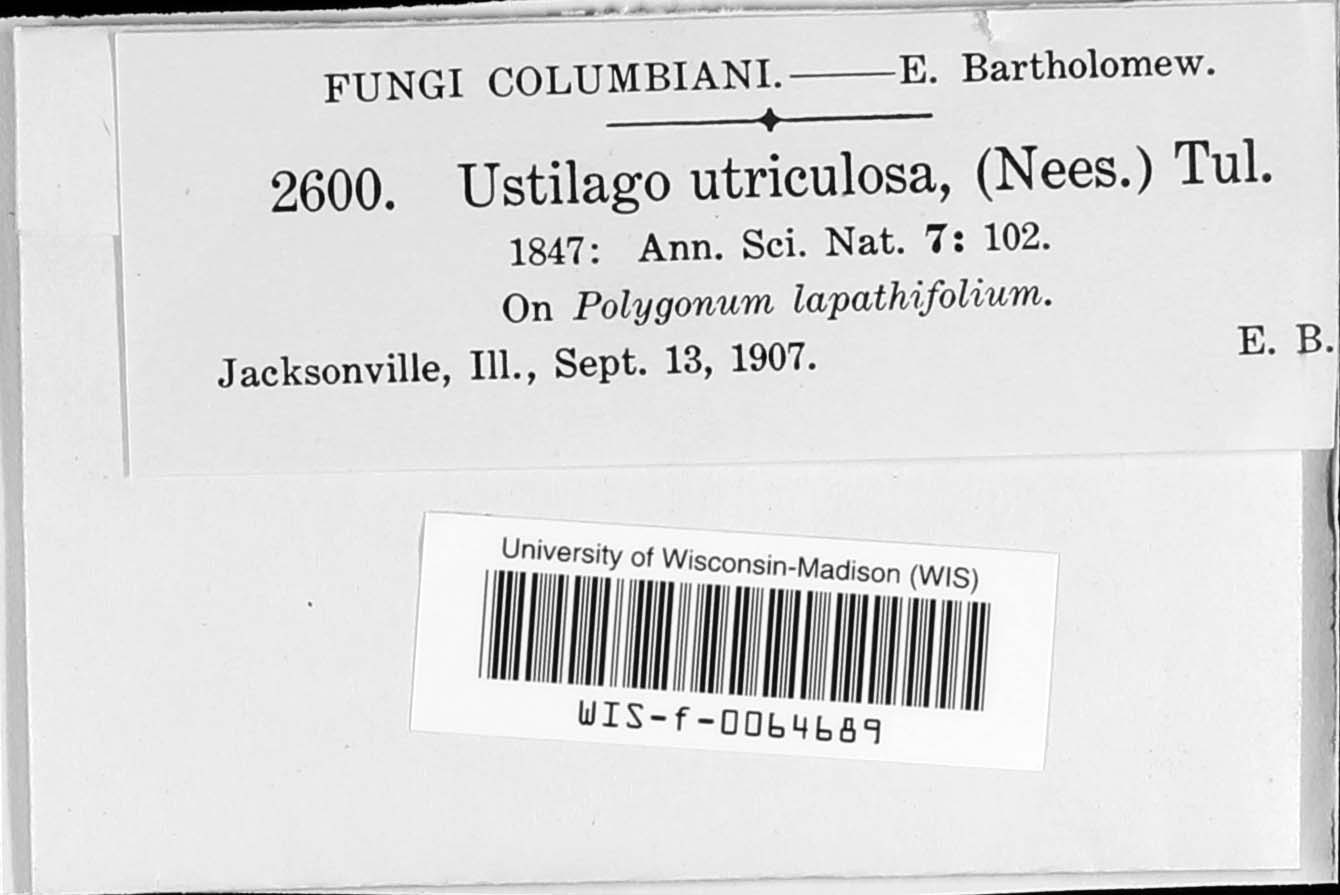 FUNGI COLUMBIANI.——E. Bartholomew.
2600. Ustilago utriculosa, (Nees.) Tul.
1847: Ann. Sci. Nat. 7: 102.
On Polygonum lapathifolium.
Jacksonville, Ill., Sept. 13, 1907. E. B.
University of Wisconsin-Madison (WIS)
WIS-f-0064689